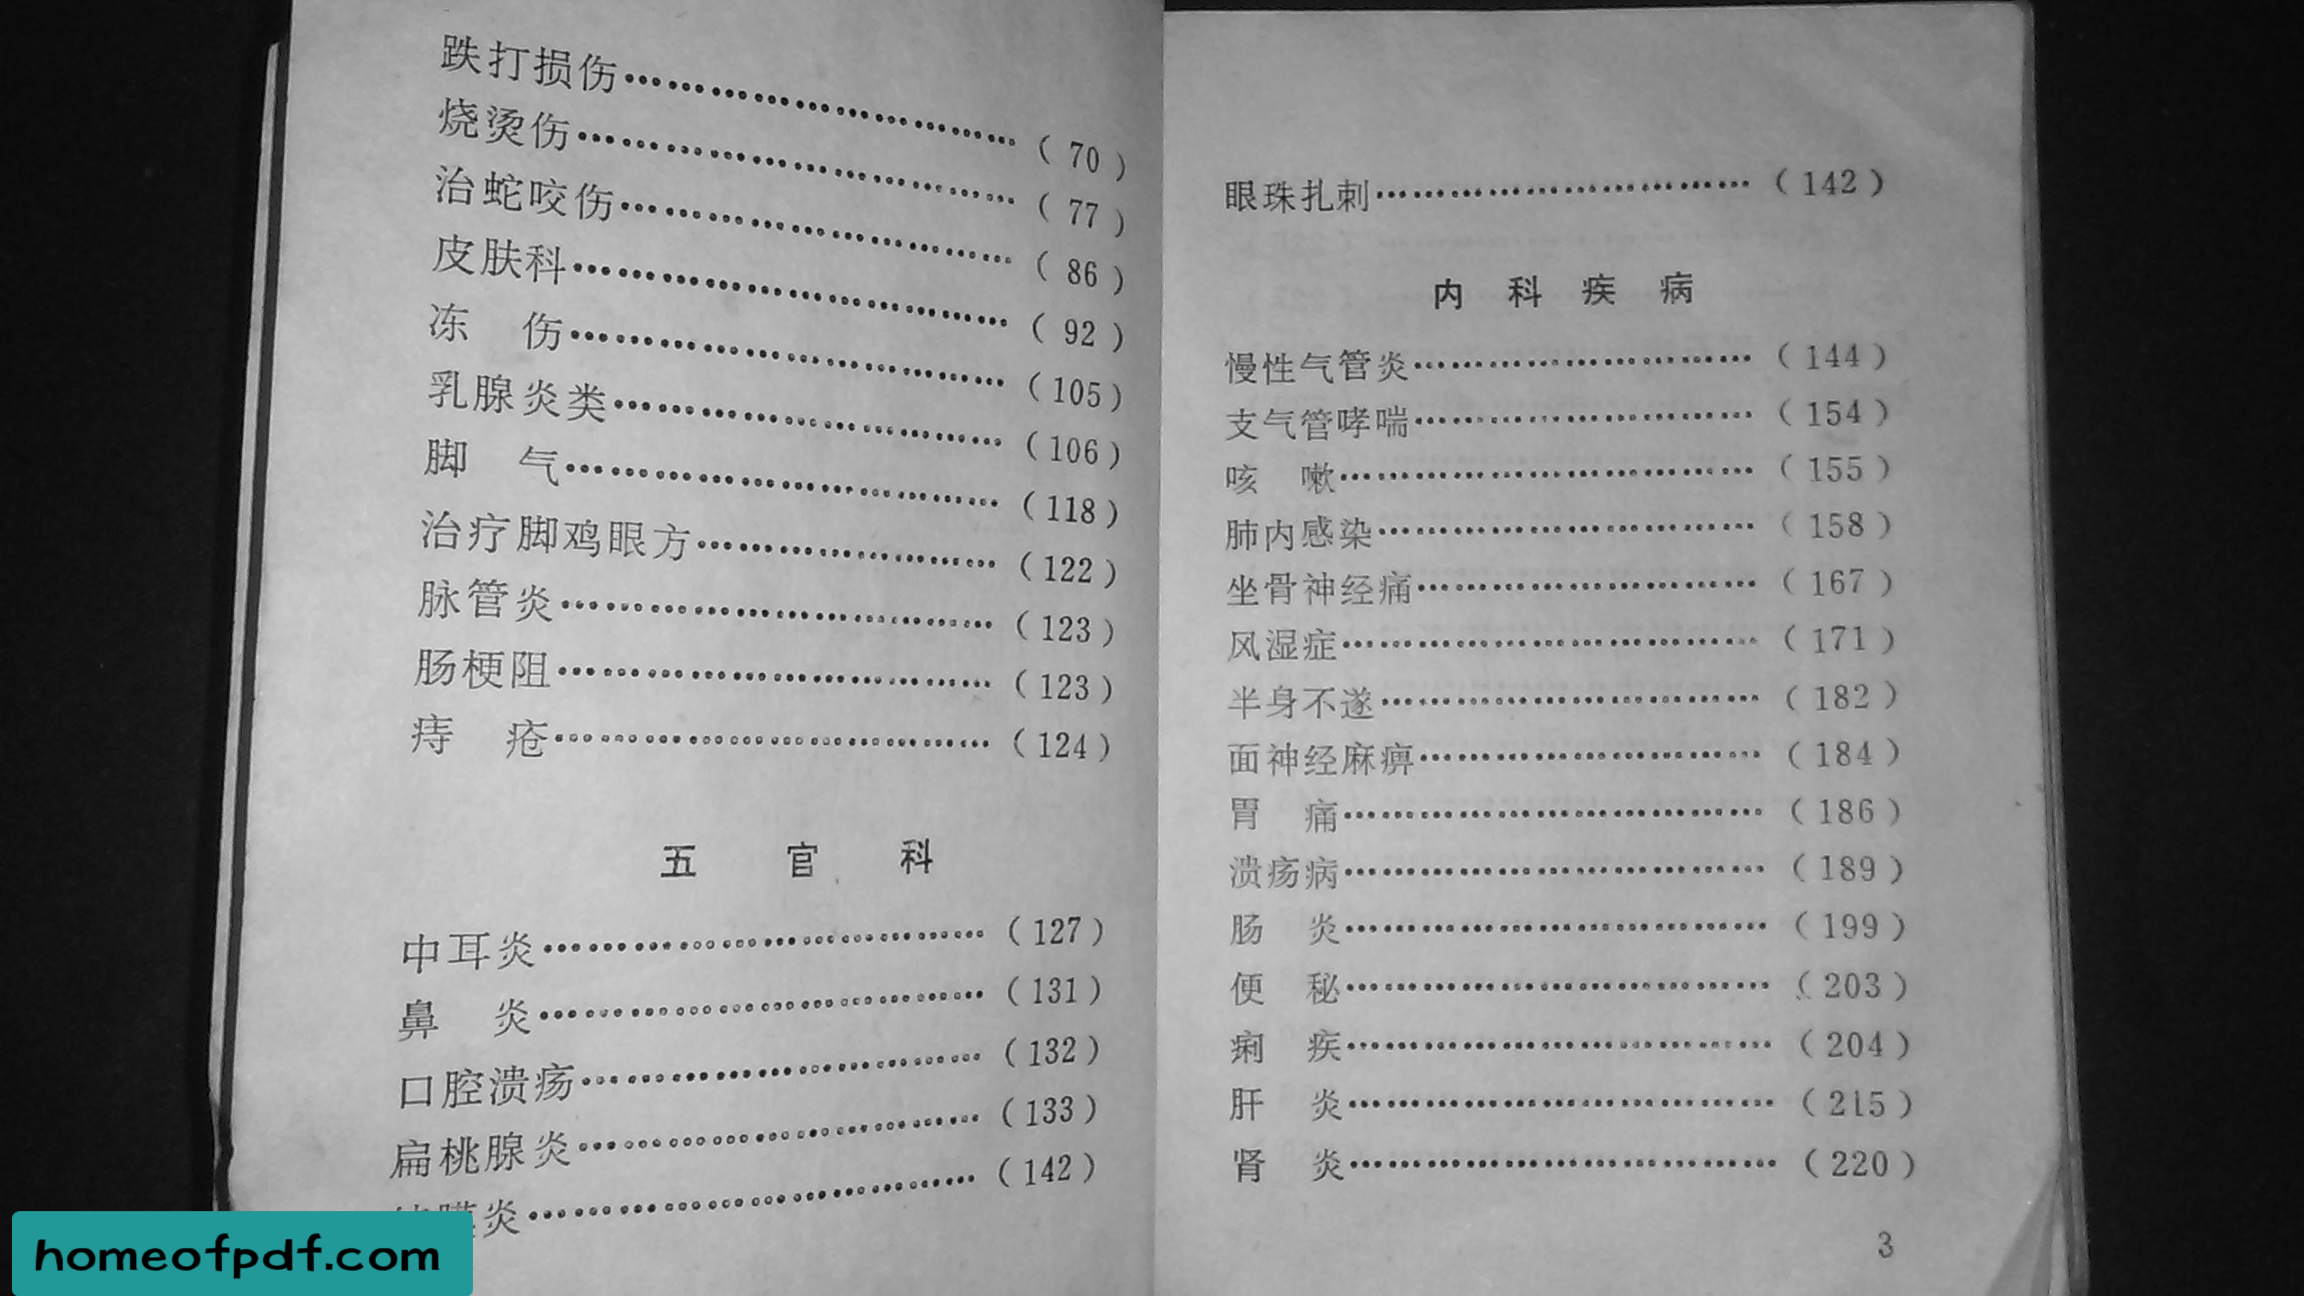 跌打损伤…………………………( 70 )
烧烫伤……………………………( 77 )
治蛇咬伤…………………………( 86 )
皮肤科……………………………( 92 )
冻　伤……………………………(105)
乳腺炎类…………………………(106)
脚　气……………………………(118)
治疗脚鸡眼方……………………(122)
脉管炎……………………………(123)
肠梗阻……………………………(123)
痔　疮……………………………(124)
五　官　科
中耳炎……………………………(127)
鼻　炎……………………………(131)
口腔溃疡…………………………(132)
扁桃腺炎…………………………(133)
膜炎……………………………(142)
眼珠扎刺…………………………(142)
内 科 疾 病
慢性气管炎………………………(144)
支气管哮喘………………………(154)
咳　嗽……………………………(155)
肺内感染…………………………(158)
坐骨神经痛………………………(167)
风湿症……………………………(171)
半身不遂…………………………(182)
面神经麻痹………………………(184)
胃　痛……………………………(186)
溃疡病……………………………(189)
肠　炎……………………………(199)
便　秘……………………………(203)
痢　疾……………………………(204)
肝　炎……………………………(215)
肾　炎……………………………(220)
3
homeofpdf.com